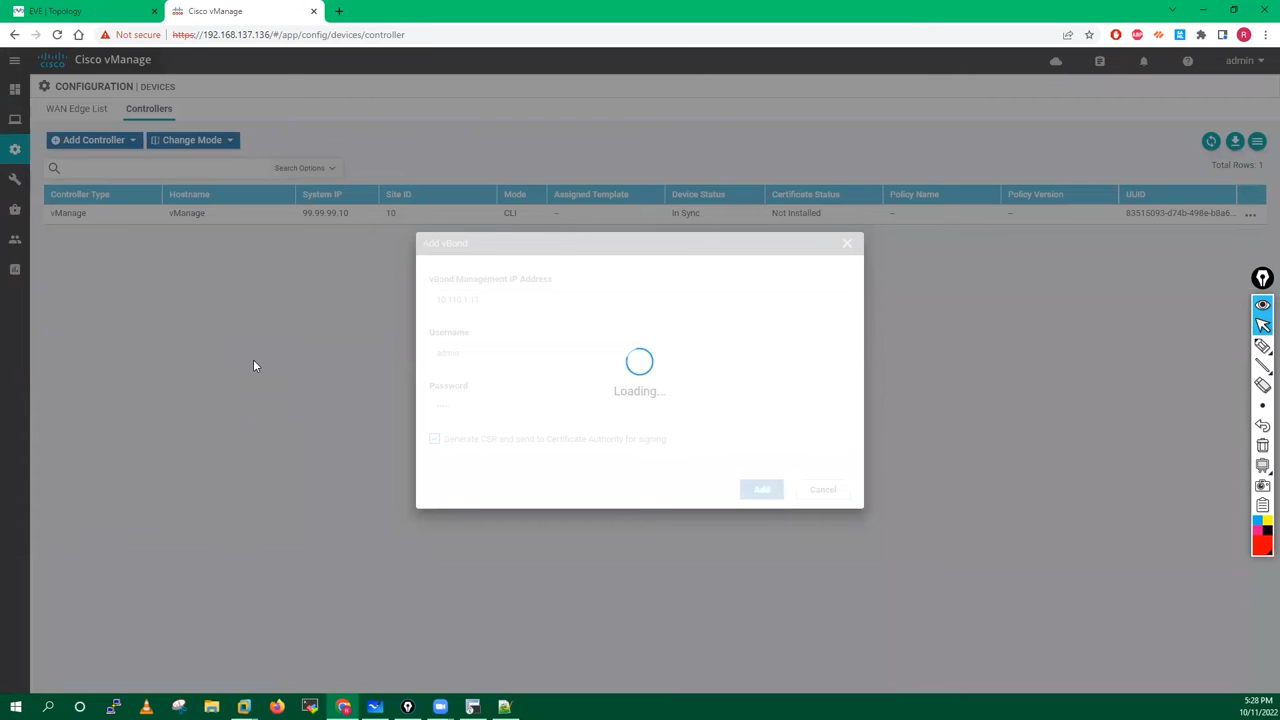 EVE | Topology
Cisco vManage
Not secure
https://192.168.137.136/#/app/config/devices/controller
R
CISCO
Cisco vManage
admin
CONFIGURATION | DEVICES
WAN Edge List
Controllers
Add Controller
Change Mode
Search Options
Total Rows: 1
Controller Type Hostname System IP Site ID Mode Assigned Template Device Status Certificate Status Policy Name Policy Version UUID
vManage vManage 99.99.99.10 10 CLI -- In Sync Not Installed -- -- 83515093-d74b-498e-b8a6...
Add vBond
vBond Management IP Address
10.110.1.11
Username
admin
Loading...
Password
.....
Generate CSR and send to Certificate Authority for signing
Add
Cancel
5:28 PM
10/11/2022